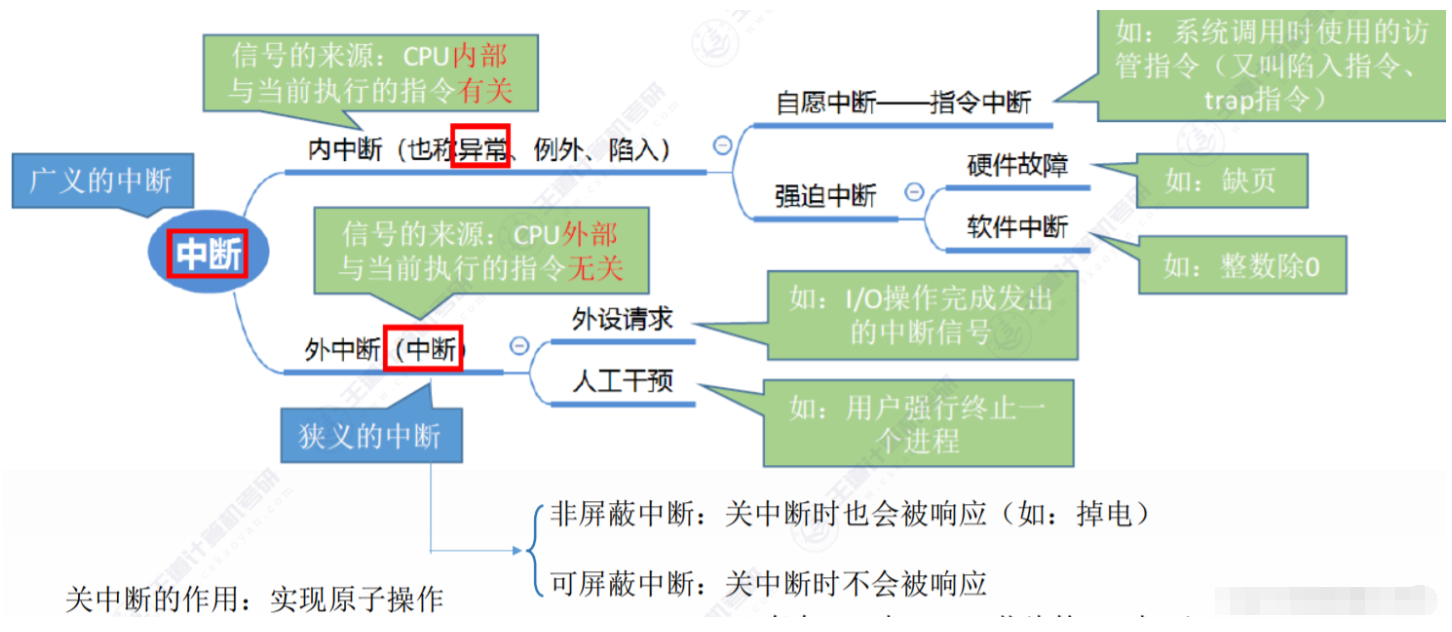 信号的来源：CPU内部
与当前执行的指令有关
如：系统调用时使用的访
管指令（又叫陷入指令、
trap指令）
自愿中断——指令中断
内中断（也称异常、例外、陷入）
广义的中断
硬件故障
如：缺页
强迫中断
软件中断
如：整数除0
中断
信号的来源：CPU外部
与当前执行的指令无关
外设请求
如：I/O操作完成发出
的中断信号
外中断（中断）
人工干预
如：用户强行终止一
个进程
狭义的中断
非屏蔽中断：关中断时也会被响应（如：掉电）
可屏蔽中断：关中断时不会被响应
关中断的作用：实现原子操作
王道计算机考研